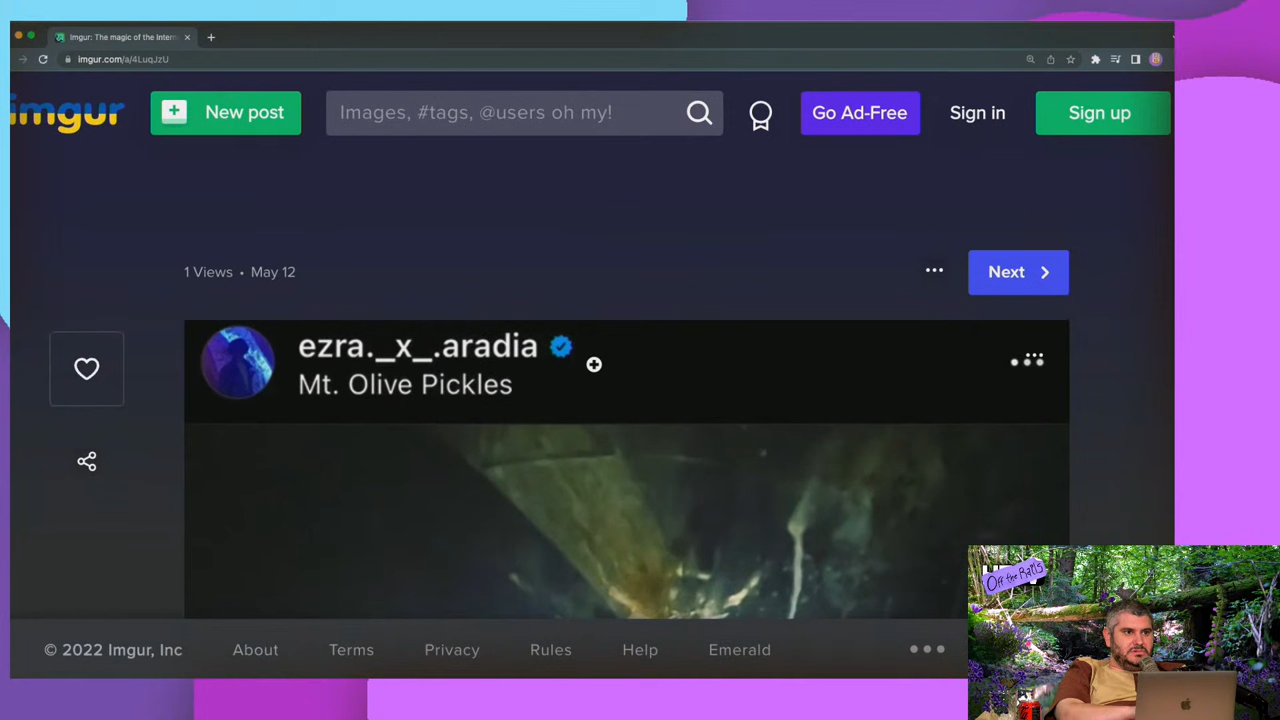 Imgur: The magic of the Intern
imgur.com/a/4LuqJzU
imgur
New post
Images, #tags, @users oh my!
Go Ad-Free
Sign in
Sign up
1 Views • May 12
Next
ezra._x_.aradia
Mt. Olive Pickles
Off the Rails
© 2022 Imgur, Inc
About
Terms
Privacy
Rules
Help
Emerald